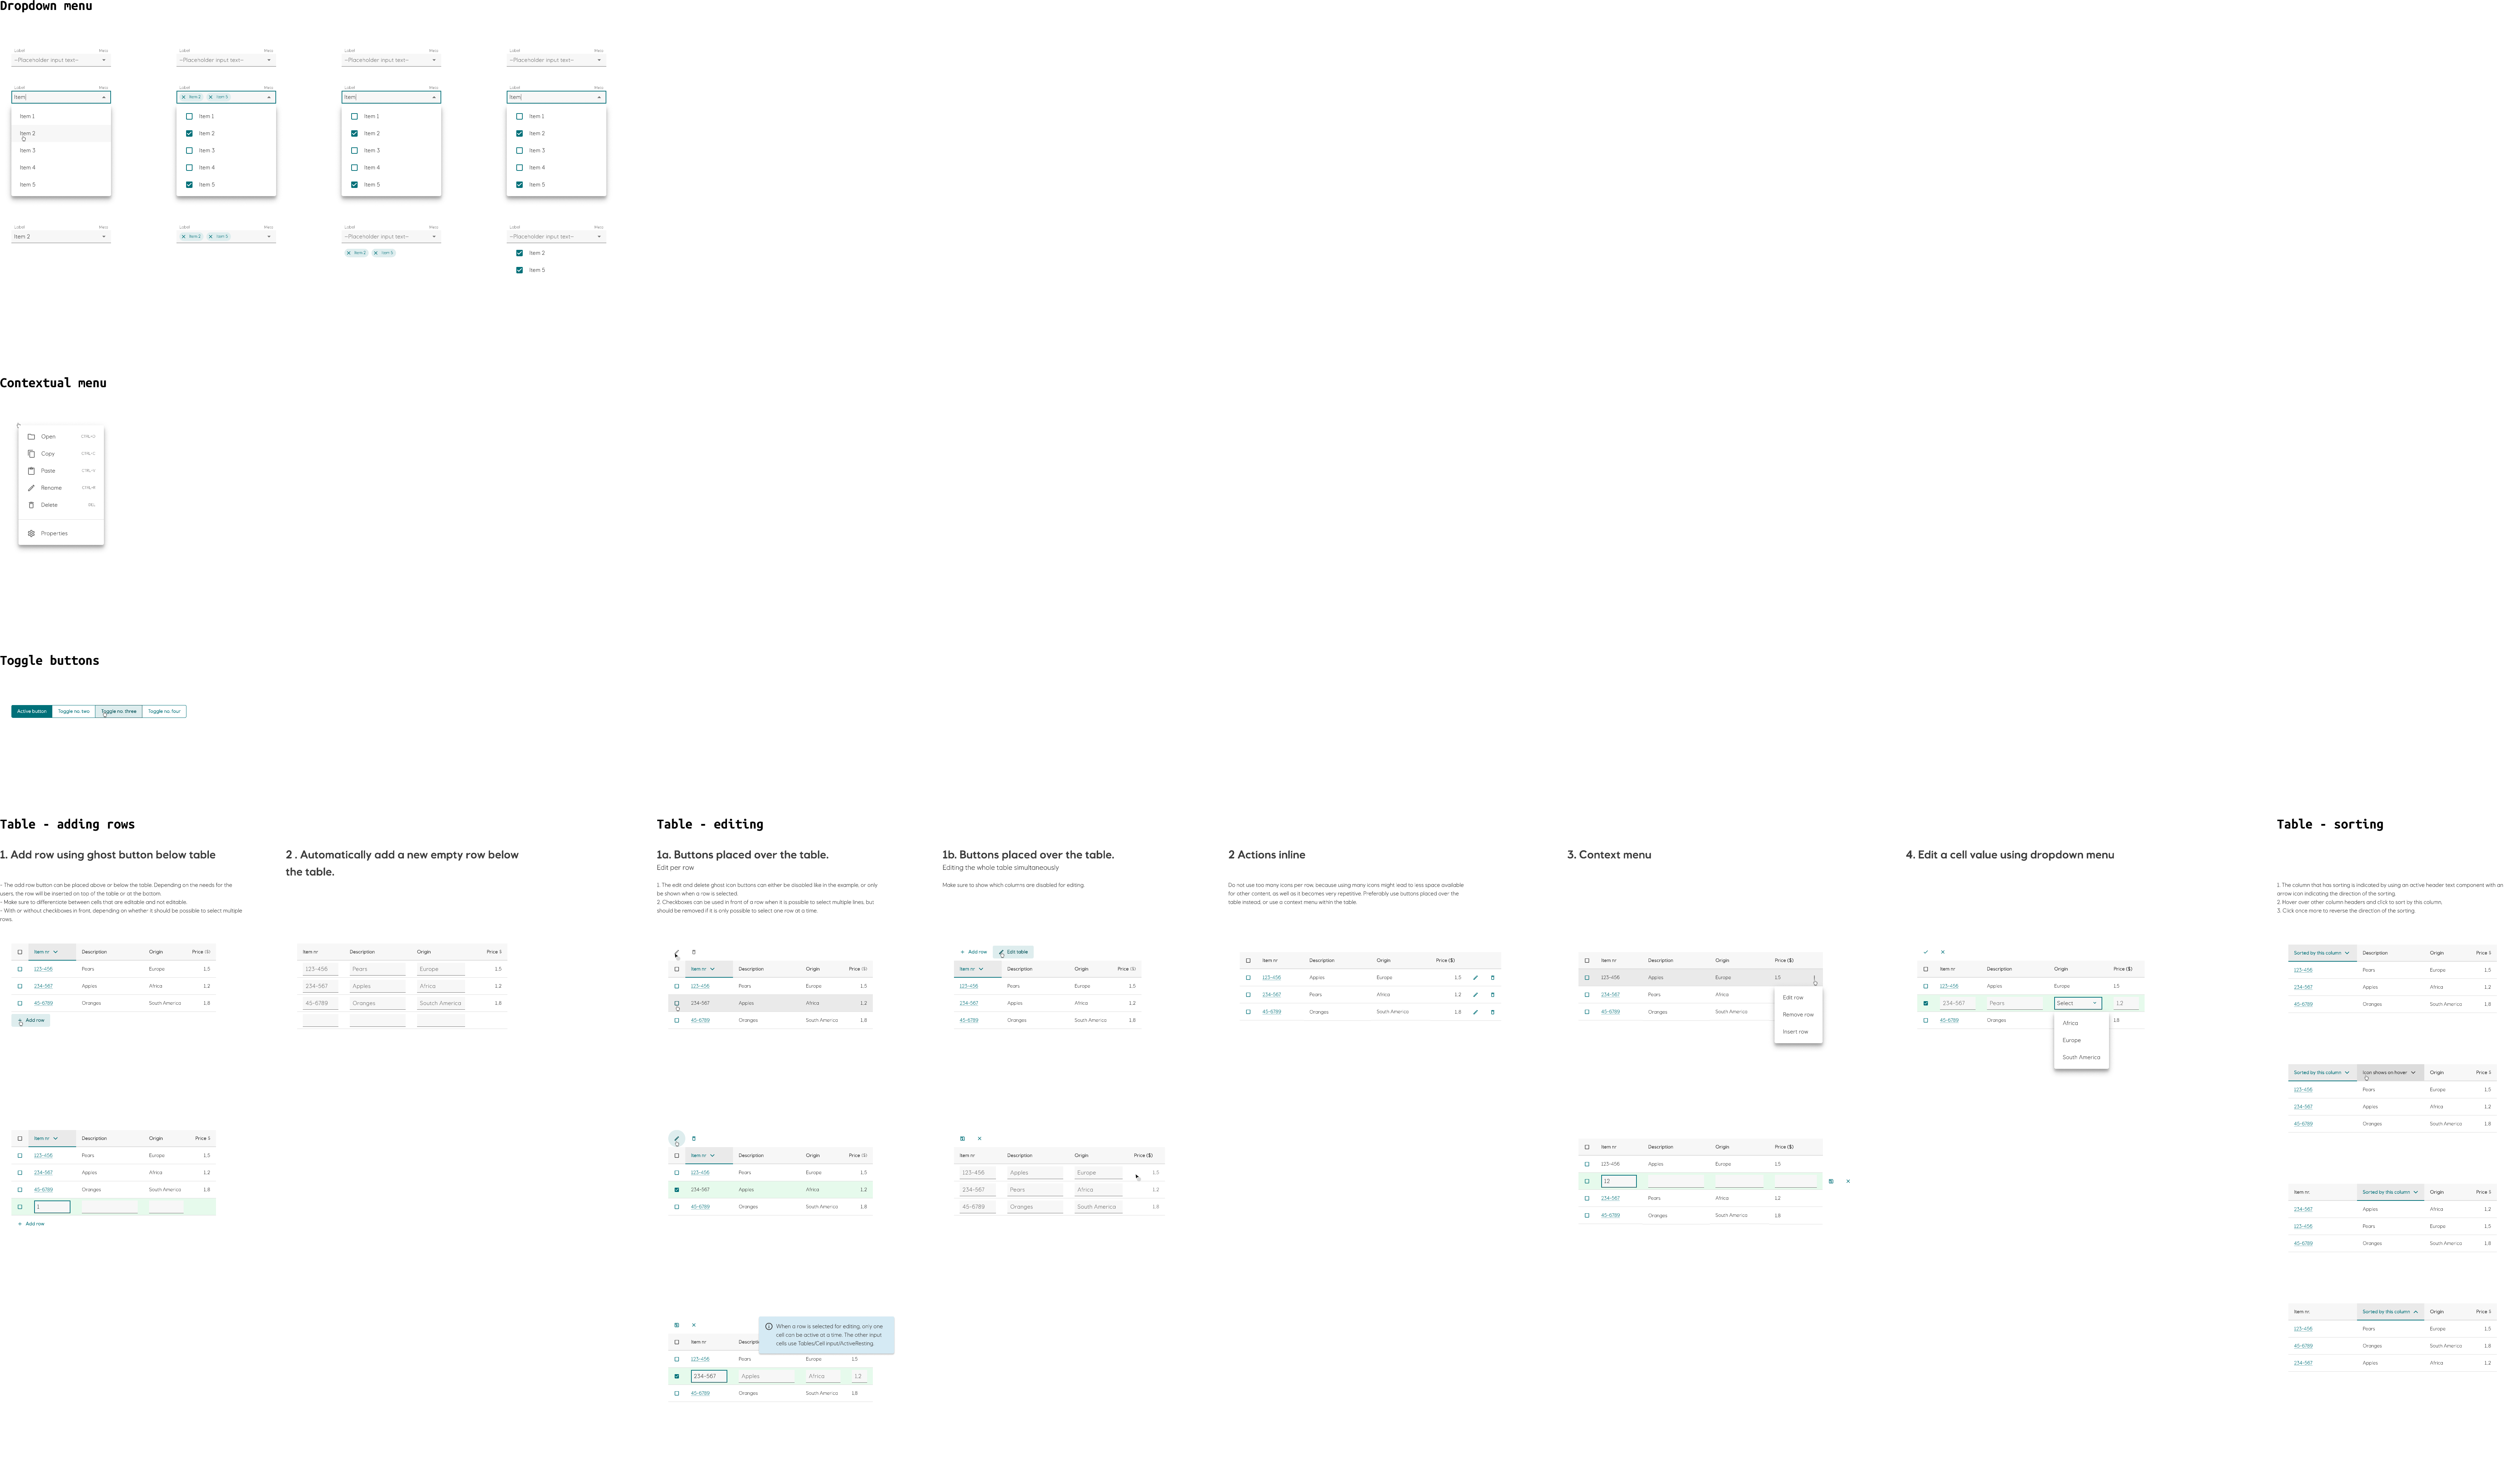 Dropdown menu
Label Meta
~Placeholder input text~
Label Meta
~Placeholder input text~
Label Meta
~Placeholder input text~
Label Meta
~Placeholder input text~
Label Meta
Item
Item 1
Item 2
Item 3
Item 4
Item 5
Label Meta
Item 2 Item 5
Item 1
Item 2
Item 3
Item 4
Item 5
Label Meta
Item
Item 1
Item 2
Item 3
Item 4
Item 5
Label Meta
Item
Item 1
Item 2
Item 3
Item 4
Item 5
Label Meta
Item 2
Label Meta
Item 2 Item 5
Label Meta
~Placeholder input text~
Item 2 Item 5
Label Meta
~Placeholder input text~
Item 2
Item 5
Contextual menu
Open CTRL+O
Copy CTRL+C
Paste CTRL+V
Rename CTRL+R
Delete DEL
Properties
Toggle buttons
Active button Toggle no. two Toggle no. three Toggle no. four
Table - adding rows
1. Add row using ghost button below table
- The add row button can be placed above or below the table. Depending on the needs for the
users, the row will be inserted on top of the table or at the bottom.
- Make sure to differentiate between cells that are editable and not editable.
- With or without checkboxes in front, depending on whether it should be possible to select multiple
rows.
Item nr Description Origin Price ($)
123-456 Pears Europe 1.5
234-567 Apples Africa 1.2
45-6789 Oranges South America 1.8
Add row
Item nr Description Origin Price $
123-456 Pears Europe 1.5
234-567 Apples Africa 1.2
45-6789 Oranges South America 1.8
1
Add row
2 . Automatically add a new empty row below
the table.
Item nr Description Origin Price $
123-456 Pears Europe 1.5
234-567 Apples Africa 1.2
45-6789 Oranges Soutch America 1.8
Table - editing
1a. Buttons placed over the table.
Edit per row
1. The edit and delete ghost icon buttons can either be disabled like in the example, or only
be shown when a row is selected.
2. Checkboxes can be used in front of a row when it is possible to select multiple lines, but
should be removed if it is only possible to select one row at a time.
Item nr Description Origin Price ($)
123-456 Pears Europe 1.5
234-567 Apples Africa 1.2
45-6789 Oranges South America 1.8
Item nr Description Origin Price ($)
123-456 Pears Europe 1.5
234-567 Apples Africa 1.2
45-6789 Oranges South America 1.8
When a row is selected for editing, only one
cell can be active at a time. The other input
cells use Tables/Cell input/ActiveResting.
Item nr Descripti
123-456 Pears Europe 1.5
234-567 Apples Africa 1.2
45-6789 Oranges South America 1.8
1b. Buttons placed over the table.
Editing the whole table simultaneously
Make sure to show which columns are disabled for editing.
Add row Edit table
Item nr Description Origin Price ($)
123-456 Pears Europe 1.5
234-567 Apples Africa 1.2
45-6789 Oranges South America 1.8
Item nr Description Origin Price ($)
123-456 Apples Europe 1.5
234-567 Pears Africa 1.2
45-6789 Oranges South America 1.8
2 Actions inline
Do not use too many icons per row, because using many icons might lead to less space available
for other content, as well as it becomes very repetitive. Preferably use buttons placed over the
table instead, or use a context menu within the table.
Item nr Description Origin Price ($)
123-456 Apples Europe 1.5
234-567 Pears Africa 1.2
45-6789 Oranges South America 1.8
3. Context menu
Item nr Description Origin Price ($)
123-456 Apples Europe 1.5
234-567 Pears Africa
45-6789 Oranges South America
Edit row
Remove row
Insert row
Item nr Description Origin Price ($)
123-456 Apples Europe 1.5
12
234-567 Pears Africa 1.2
45-6789 Oranges South America 1.8
4. Edit a cell value using dropdown menu
Item nr Description Origin Price ($)
123-456 Apples Europe 1.5
234-567 Pears Select 1.2
45-6789 Oranges 1.8
Africa
Europe
South America
Table - sorting
1. The column that has sorting is indicated by using an active header text component with an
arrow icon indicating the direction of the sorting.
2. Hover over other column headers and click to sort by this column.
3. Click once more to reverse the direction of the sorting.
Sorted by this column Description Origin Price $
123-456 Pears Europe 1.5
234-567 Apples Africa 1.2
45-6789 Oranges South America 1.8
Sorted by this column Icon shows on hover Origin Price $
123-456 Pears Europe 1.5
234-567 Apples Africa 1.2
45-6789 Oranges South America 1.8
Item nr Sorted by this column Origin Price $
234-567 Apples Africa 1.2
123-456 Pears Europe 1.5
45-6789 Oranges South America 1.8
Item nr Sorted by this column Origin Price $
123-456 Pears Europe 1.5
45-6789 Oranges South America 1.8
234-567 Apples Africa 1.2